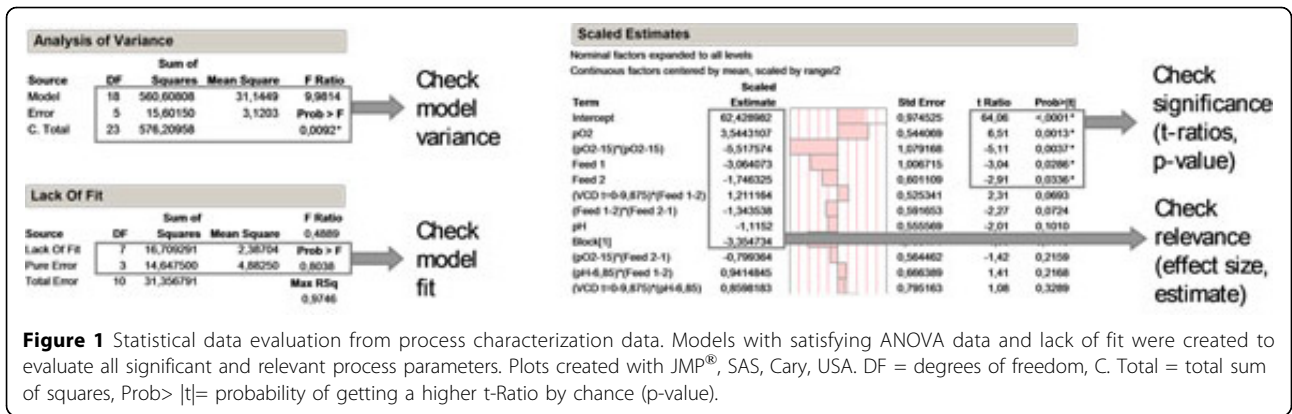 Analysis of Variance
Sum of
Source DF Squares Mean Square F Ratio
Model 18 560,60808 31,1449 9,9814
Error 5 15,60150 3,1203 Prob > F
C. Total 23 576,20958 0,0092*
Check
model
variance
Lack Of Fit
Sum of F Ratio
Source DF Squares Mean Square 0,4889
Lack Of Fit 7 16,709291 2,38704 Prob > F
Pure Error 3 14,647500 4,88250 0,8038
Total Error 10 31,356791 Max RSq
0,9746
Check
model
fit
Scaled Estimates
Nominal factors expanded to all levels
Continuous factors centered by mean, scaled by range/2
Scaled
Term Estimate Std Error t Ratio Prob>|t|
Intercept 62,428982 0,974525 64,06 <,0001*
pO2 3,5443107 0,544069 6,51 0,0013*
(pO2-15)*(pO2-15) -5,517574 1,079168 -5,11 0,0037*
Feed 1 -3,064073 1,006715 -3,04 0,0286*
Feed 2 -1,746325 0,601109 -2,91 0,0336*
(VCD t=0-9,875)*(Feed 1-2) 1,211164 0,525341 2,31 0,0693
(Feed 1-2)*(Feed 2-1) -1,343538 0,591653 -2,27 0,0724
pH -1,1152 0,555569 -2,01 0,1010
Block[1] -3,354734
(pO2-15)*(Feed 2-1) -0,799364 0,564462 -1,42 0,2159
(pH-6,85)*(Feed 1-2) 0,9414845 0,666389 1,41 0,2168
(VCD t=0-9,875)*(pH-6,85) 0,8598183 0,795163 1,08 0,3289
Check
significance
(t-ratios,
p-value)
Check
relevance
(effect size,
estimate)
Figure 1 Statistical data evaluation from process characterization data. Models with satisfying ANOVA data and lack of fit were created to
evaluate all significant and relevant process parameters. Plots created with JMP®, SAS, Cary, USA. DF = degrees of freedom, C. Total = total sum
of squares, Prob> |t|= probability of getting a higher t-Ratio by chance (p-value).